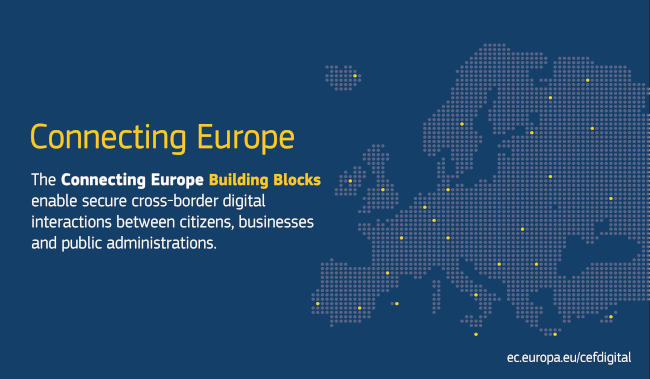 Connecting Europe
The Connecting Europe Building Blocks
enable secure cross-border digital
interactions between citizens, businesses
and public administrations.
ec.europa.eu/cefdigital